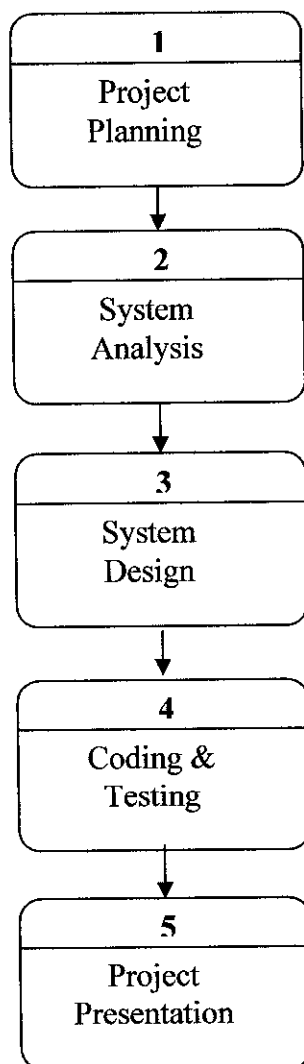 1
Project
Planning
2
System
Analysis
3
System
Design
4
Coding &
Testing
5
Project
Presentation